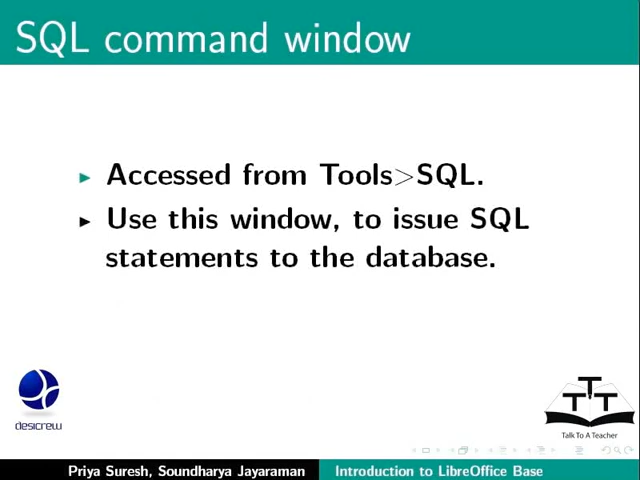 SQL command window
Accessed from Tools>SQL.
Use this window, to issue SQL
statements to the database.
desicrew
T T T
Talk To A Teacher
Priya Suresh, Soundharya Jayaraman Introduction to LibreOffice Base